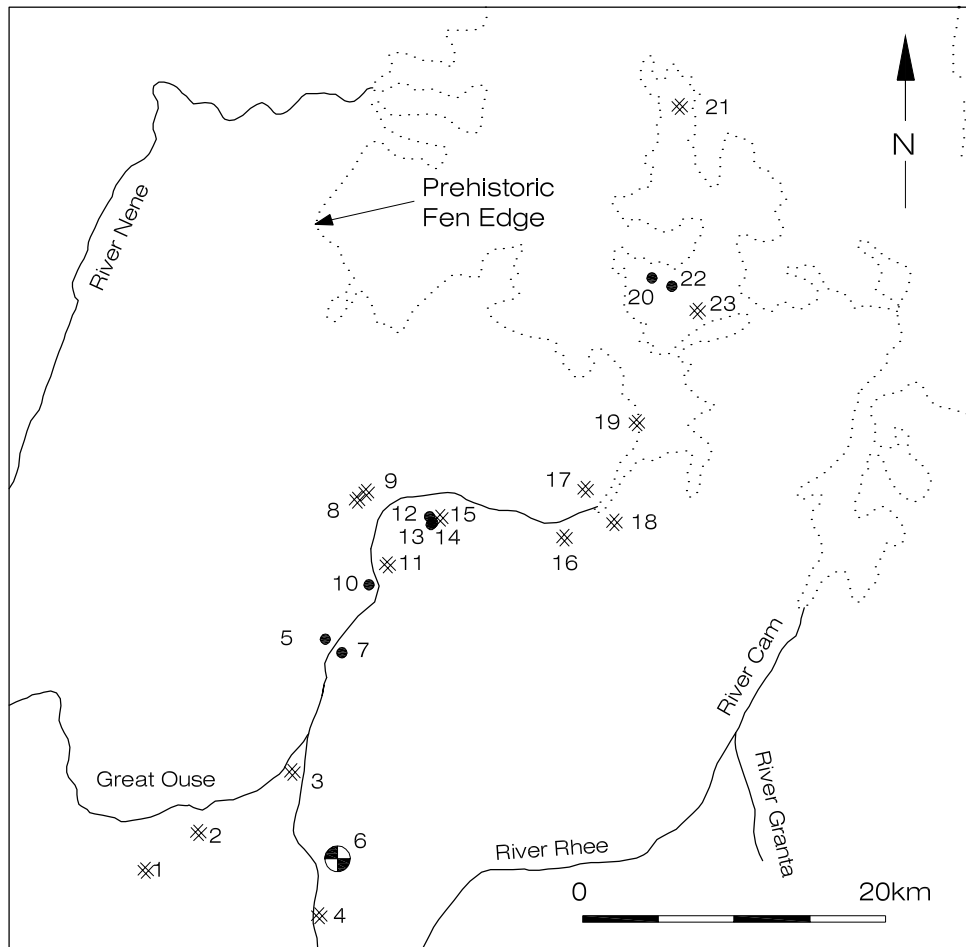 21
N
Prehistoric
Fen Edge
River Nene
20
22
23
19
9
8
17
12
15
18
13
14
16
11
10
5
7
River Cam
Great Ouse
3
River Granta
2
6
River Rhee
1
0
20km
4